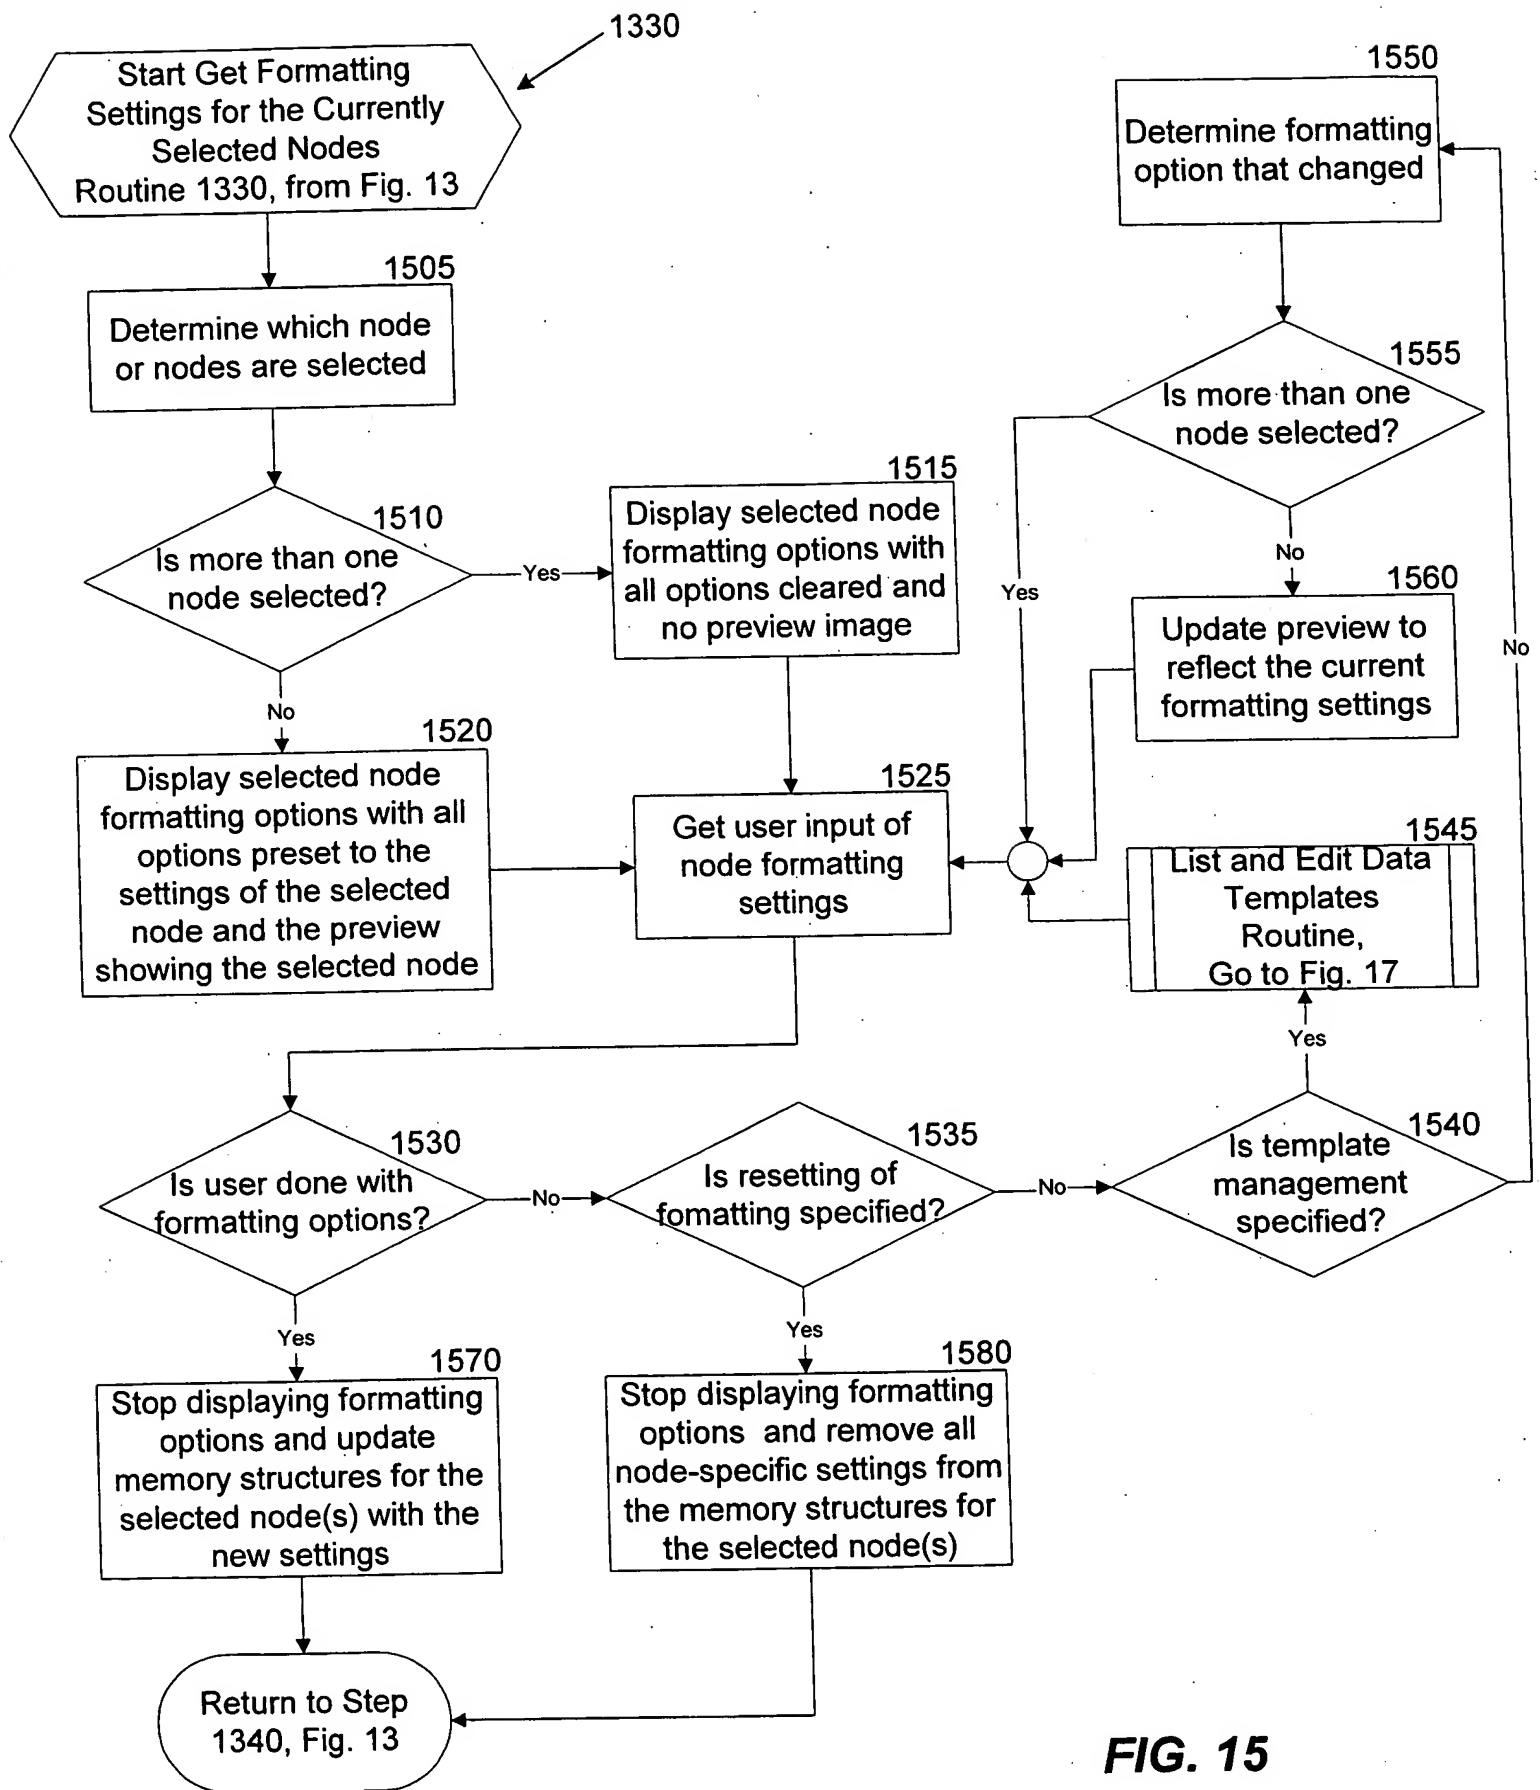 1330
Start Get Formatting
Settings for the Currently
Selected Nodes
Routine 1330, from Fig. 13
1505
Determine which node
or nodes are selected
1510
Is more than one
node selected?
Yes
No
1515
Display selected node
formatting options with
all options cleared and
no preview image
1520
Display selected node
formatting options with all
options preset to the
settings of the selected
node and the preview
showing the selected node
1525
Get user input of
node formatting
settings
1550
Determine formatting
option that changed
1555
Is more than one
node selected?
Yes
No
1560
Update preview to
reflect the current
formatting settings
No
1545
List and Edit Data
Templates
Routine,
Go to Fig. 17
Yes
1530
Is user done with
formatting options?
No
1535
Is resetting of
fomatting specified?
No
1540
Is template
management
specified?
Yes
1570
Stop displaying formatting
options and update
memory structures for the
selected node(s) with the
new settings
Yes
1580
Stop displaying formatting
options and remove all
node-specific settings from
the memory structures for
the selected node(s)
Return to Step
1340, Fig. 13
FIG. 15